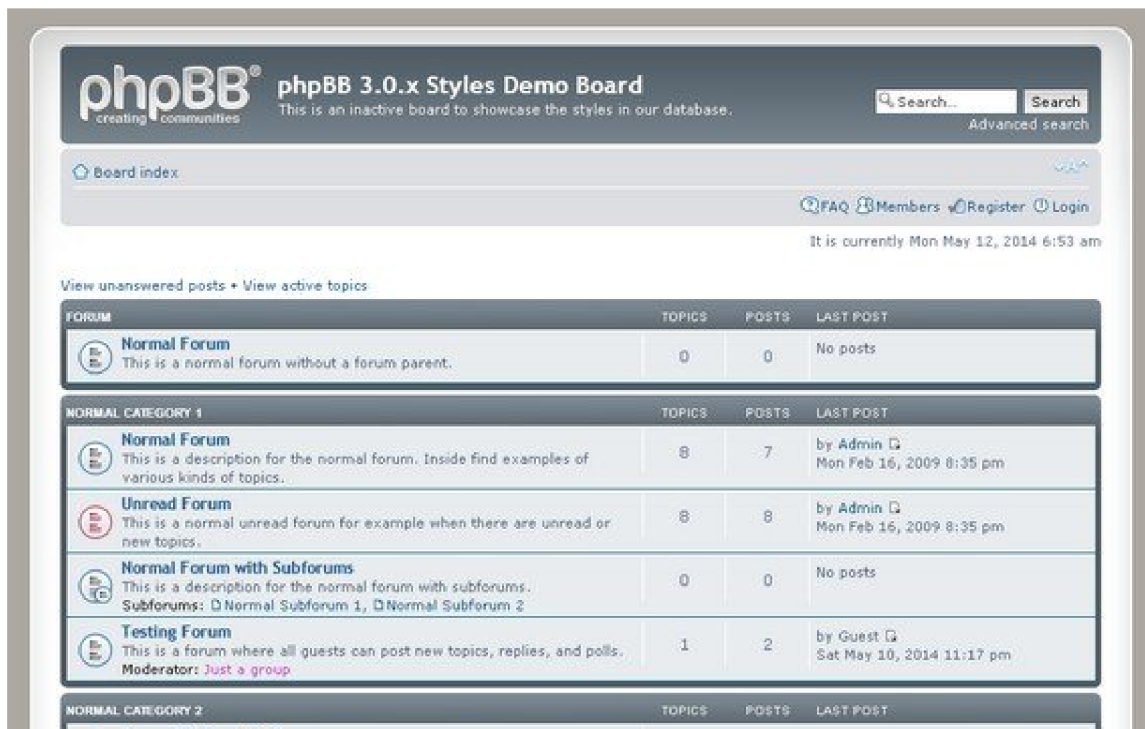 phpBB®
creating communities
phpBB 3.0.x Styles Demo Board
This is an inactive board to showcase the styles in our database.
Search…
Search
Advanced search
Board index
FAQ Members Register Login
It is currently Mon May 12, 2014 6:53 am
View unanswered posts • View active topics
FORUM TOPICS POSTS LAST POST
Normal Forum
This is a normal forum without a forum parent.
0 0 No posts
NORMAL CATEGORY 1 TOPICS POSTS LAST POST
Normal Forum
This is a description for the normal forum. Inside find examples of
various kinds of topics.
8 7 by Admin
Mon Feb 16, 2009 8:35 pm
Unread Forum
This is a normal unread forum for example when there are unread or
new topics.
8 8 by Admin
Mon Feb 16, 2009 8:35 pm
Normal Forum with Subforums
This is a description for the normal forum with subforums.
Subforums: Normal Subforum 1, Normal Subforum 2
0 0 No posts
Testing Forum
This is a forum where all guests can post new topics, replies, and polls.
Moderator: Just a group
1 2 by Guest
Sat May 10, 2014 11:17 pm
NORMAL CATEGORY 2 TOPICS POSTS LAST POST